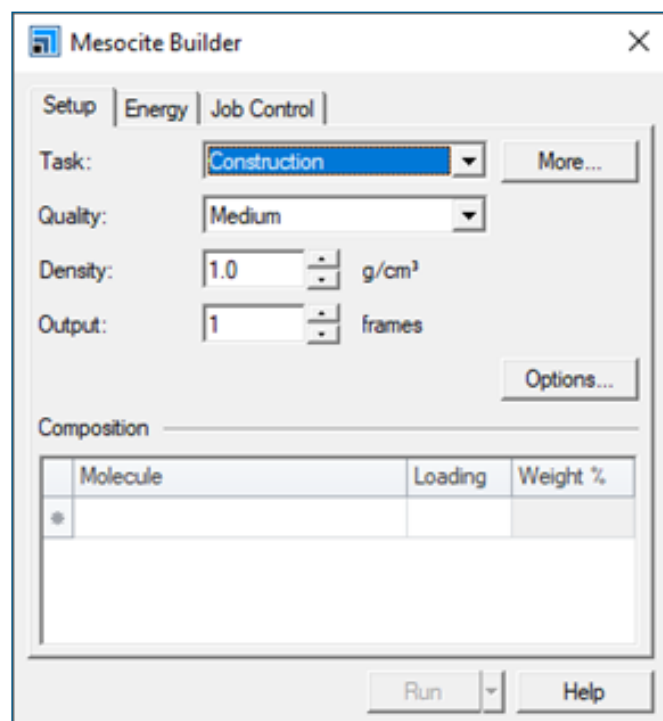 Mesocite Builder
Setup Energy Job Control
Task: Construction More...
Quality: Medium
Density: 1.0 g/cm³
Output: 1 frames
Options...
Composition
Molecule Loading Weight %
Run Help